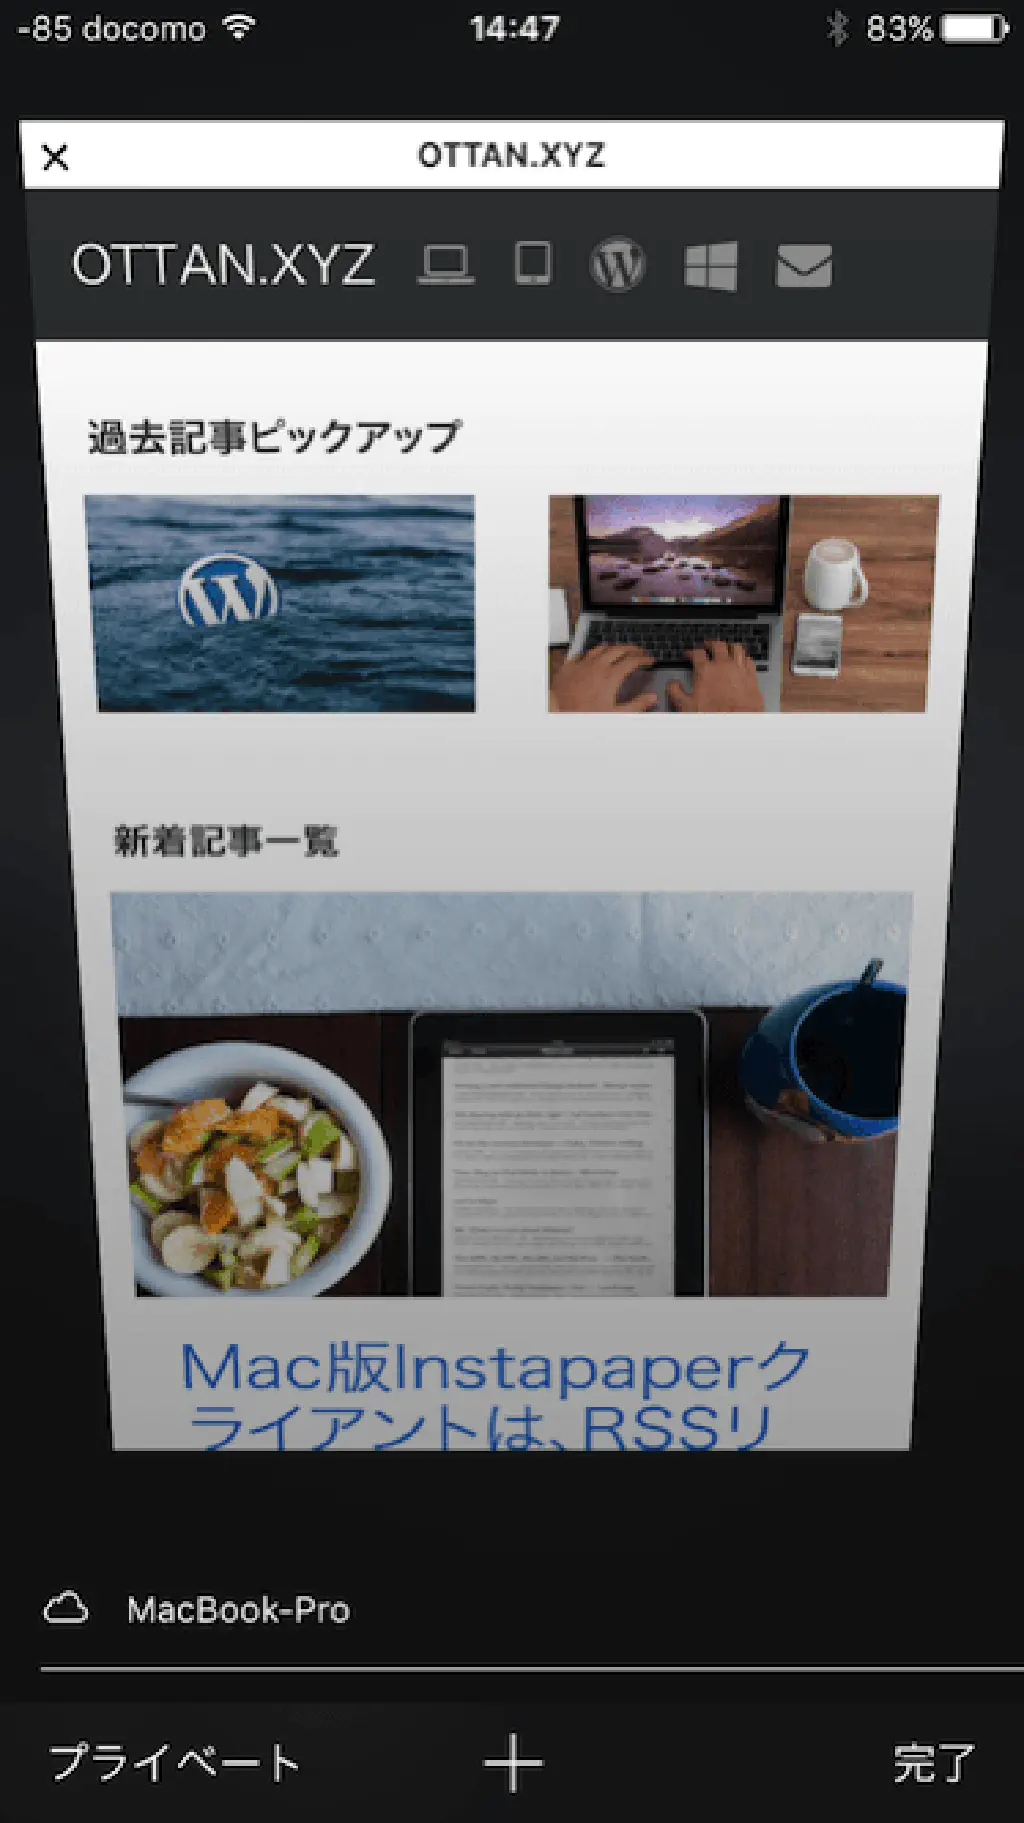 -85 docomo 14:47 83%
OTTAN.XYZ
OTTAN.XYZ
過去記事ピックアップ
新着記事一覧
Mac版Instapaperク
ライアントは、RSSリ
MacBook-Pro
プライベート 完了